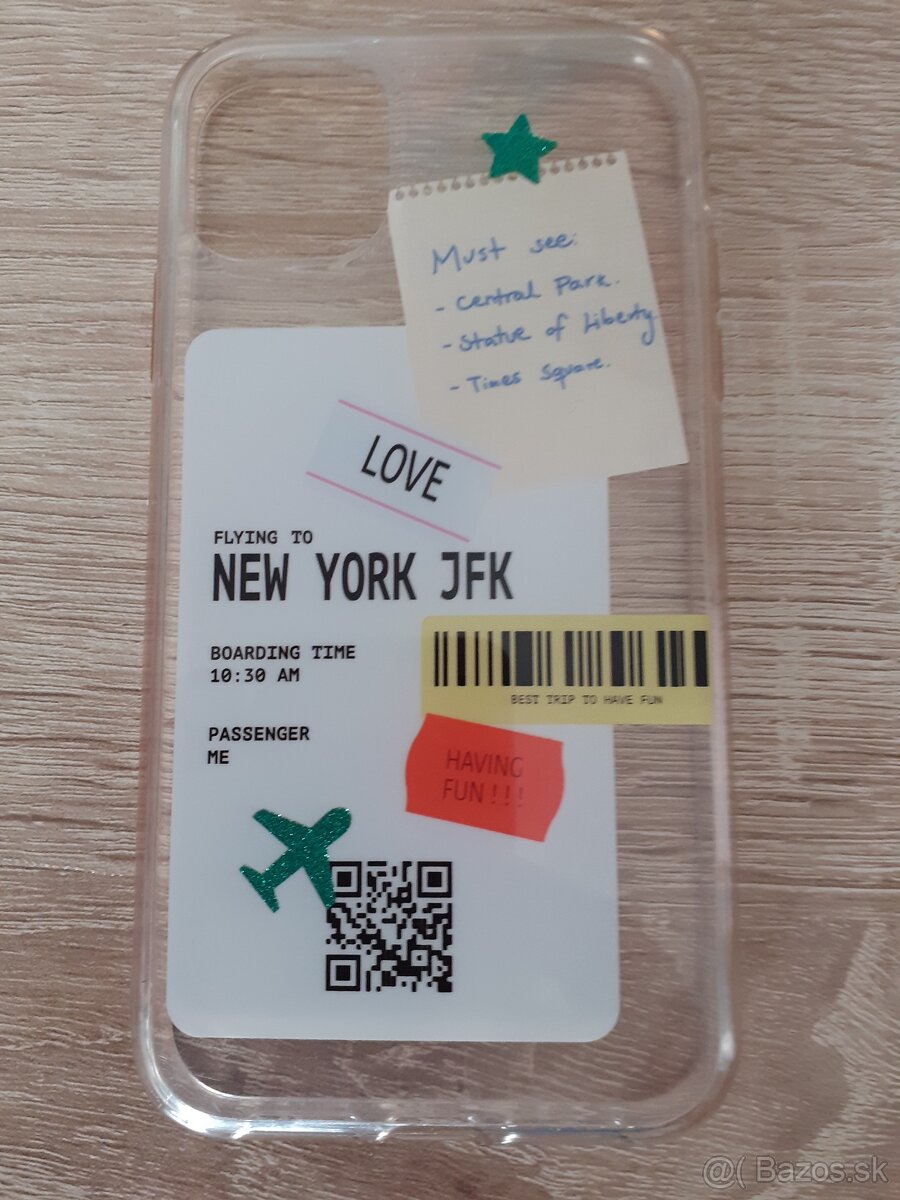 Must see:
- Central Park.
- Statue of Liberty.
- Times Square.
LOVE
FLYING TO
NEW YORK JFK
BOARDING TIME
10:30 AM
BEST TRIP TO HAVE FUN
PASSENGER
ME
HAVING
FUN!!!
@( Bazos.sk